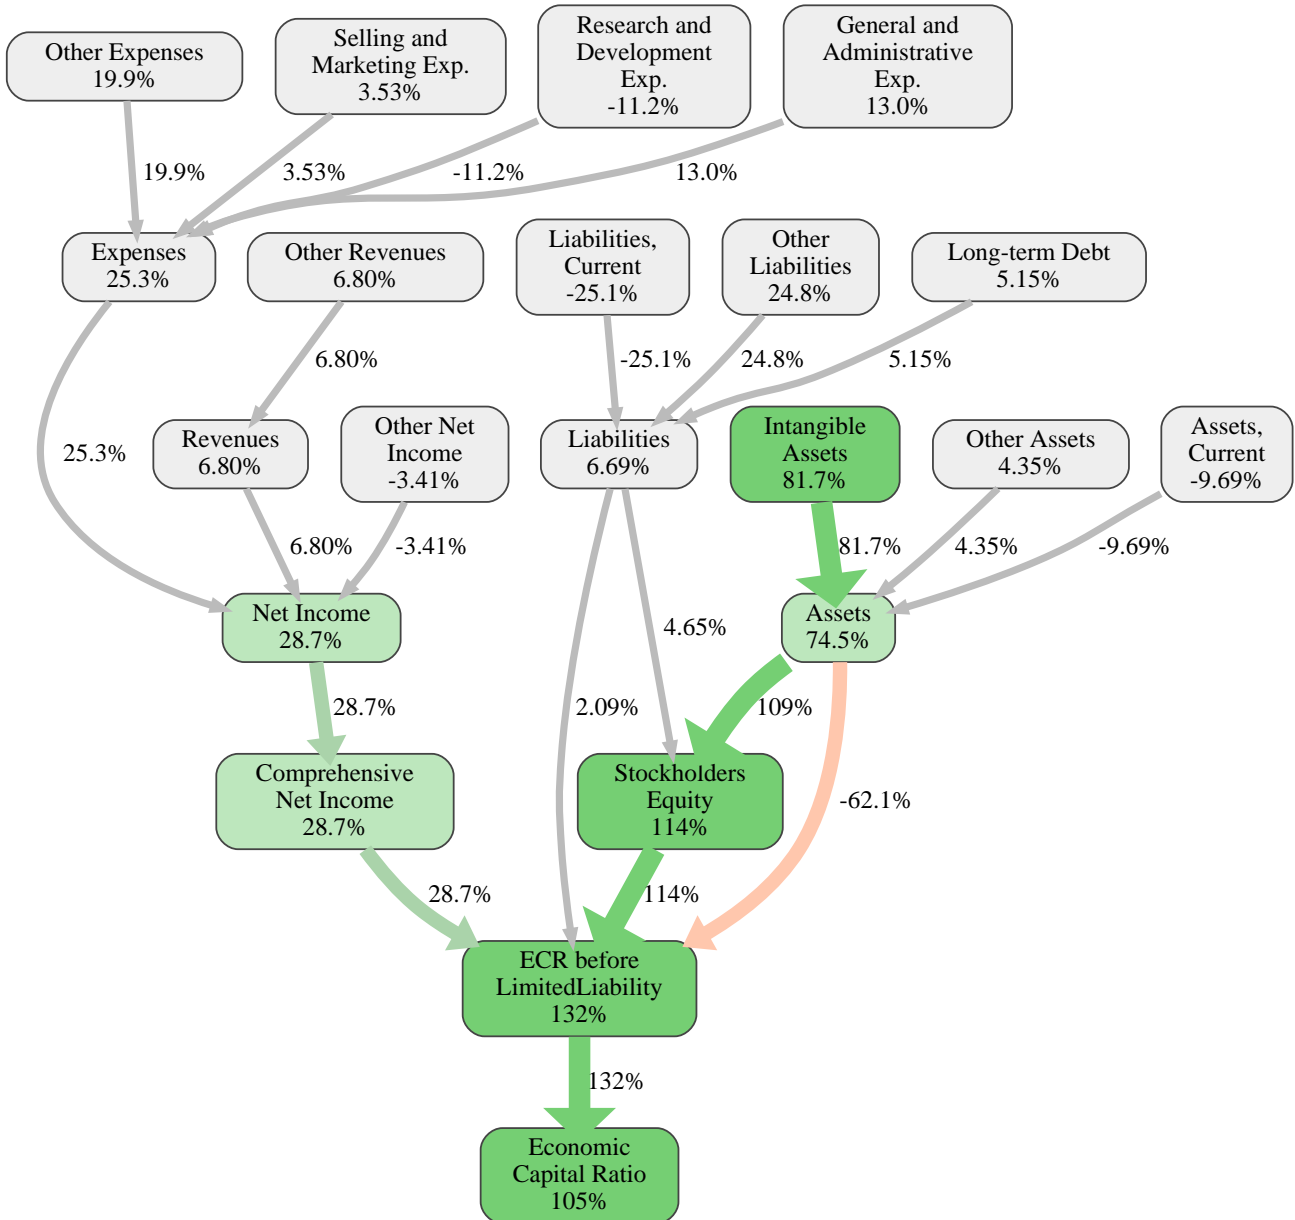 Other Expenses
19.9%
Selling and
Marketing Exp.
3.53%
Research and
Development
Exp.
-11.2%
General and
Administrative
Exp.
13.0%
19.9%
3.53%
-11.2%
13.0%
Expenses
25.3%
Other Revenues
6.80%
Liabilities,
Current
-25.1%
Other
Liabilities
24.8%
Long-term Debt
5.15%
6.80%
-25.1%
24.8%
5.15%
25.3%
Revenues
6.80%
Other Net
Income
-3.41%
Liabilities
6.69%
Intangible
Assets
81.7%
Other Assets
4.35%
Assets,
Current
-9.69%
6.80%
-3.41%
81.7%
4.35%
-9.69%
Net Income
28.7%
4.65%
Assets
74.5%
28.7%
2.09%
109%
Comprehensive
Net Income
28.7%
Stockholders
Equity
114%
-62.1%
28.7%
114%
ECR before
LimitedLiability
132%
132%
Economic
Capital Ratio
105%